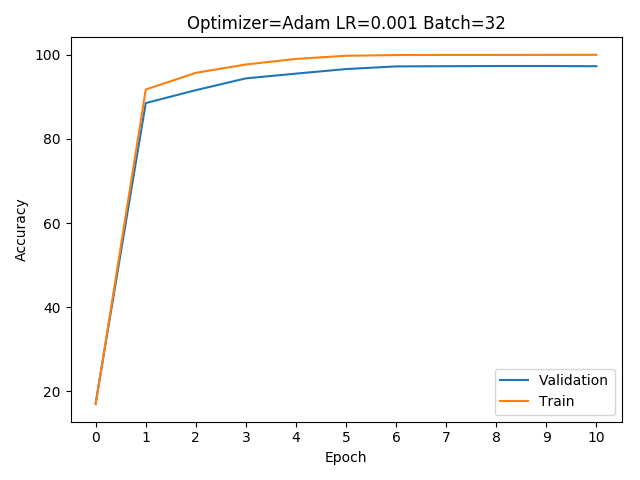 Optimizer=Adam LR=0.001 Batch=32
100
80
60
40
20
Accuracy
Validation
Train
0 1 2 3 4 5 6 7 8 9 10
Epoch